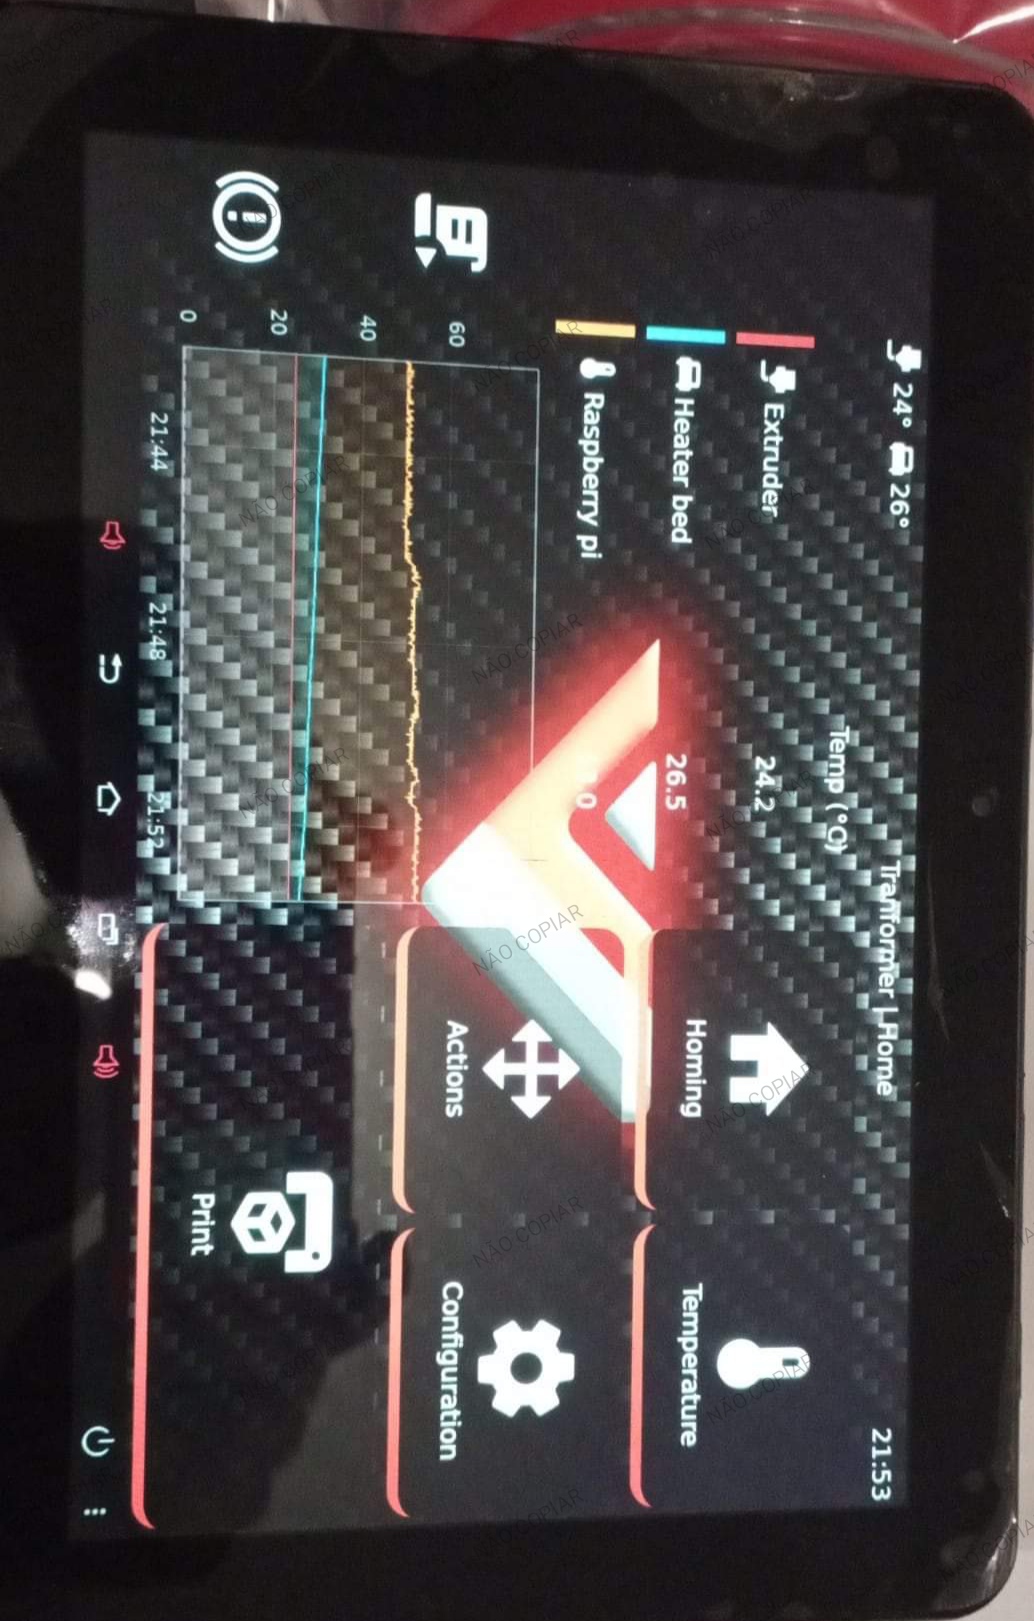 24° 26°
Tranformer | Home
21:53
Temp (°C)
Extruder 24.2
Heater bed 26.5
Raspberry pi
60
40
20
0
21:44 21:48 21:52
Homing
Temperature
Actions
Configuration
Print
NÃO COPIAR